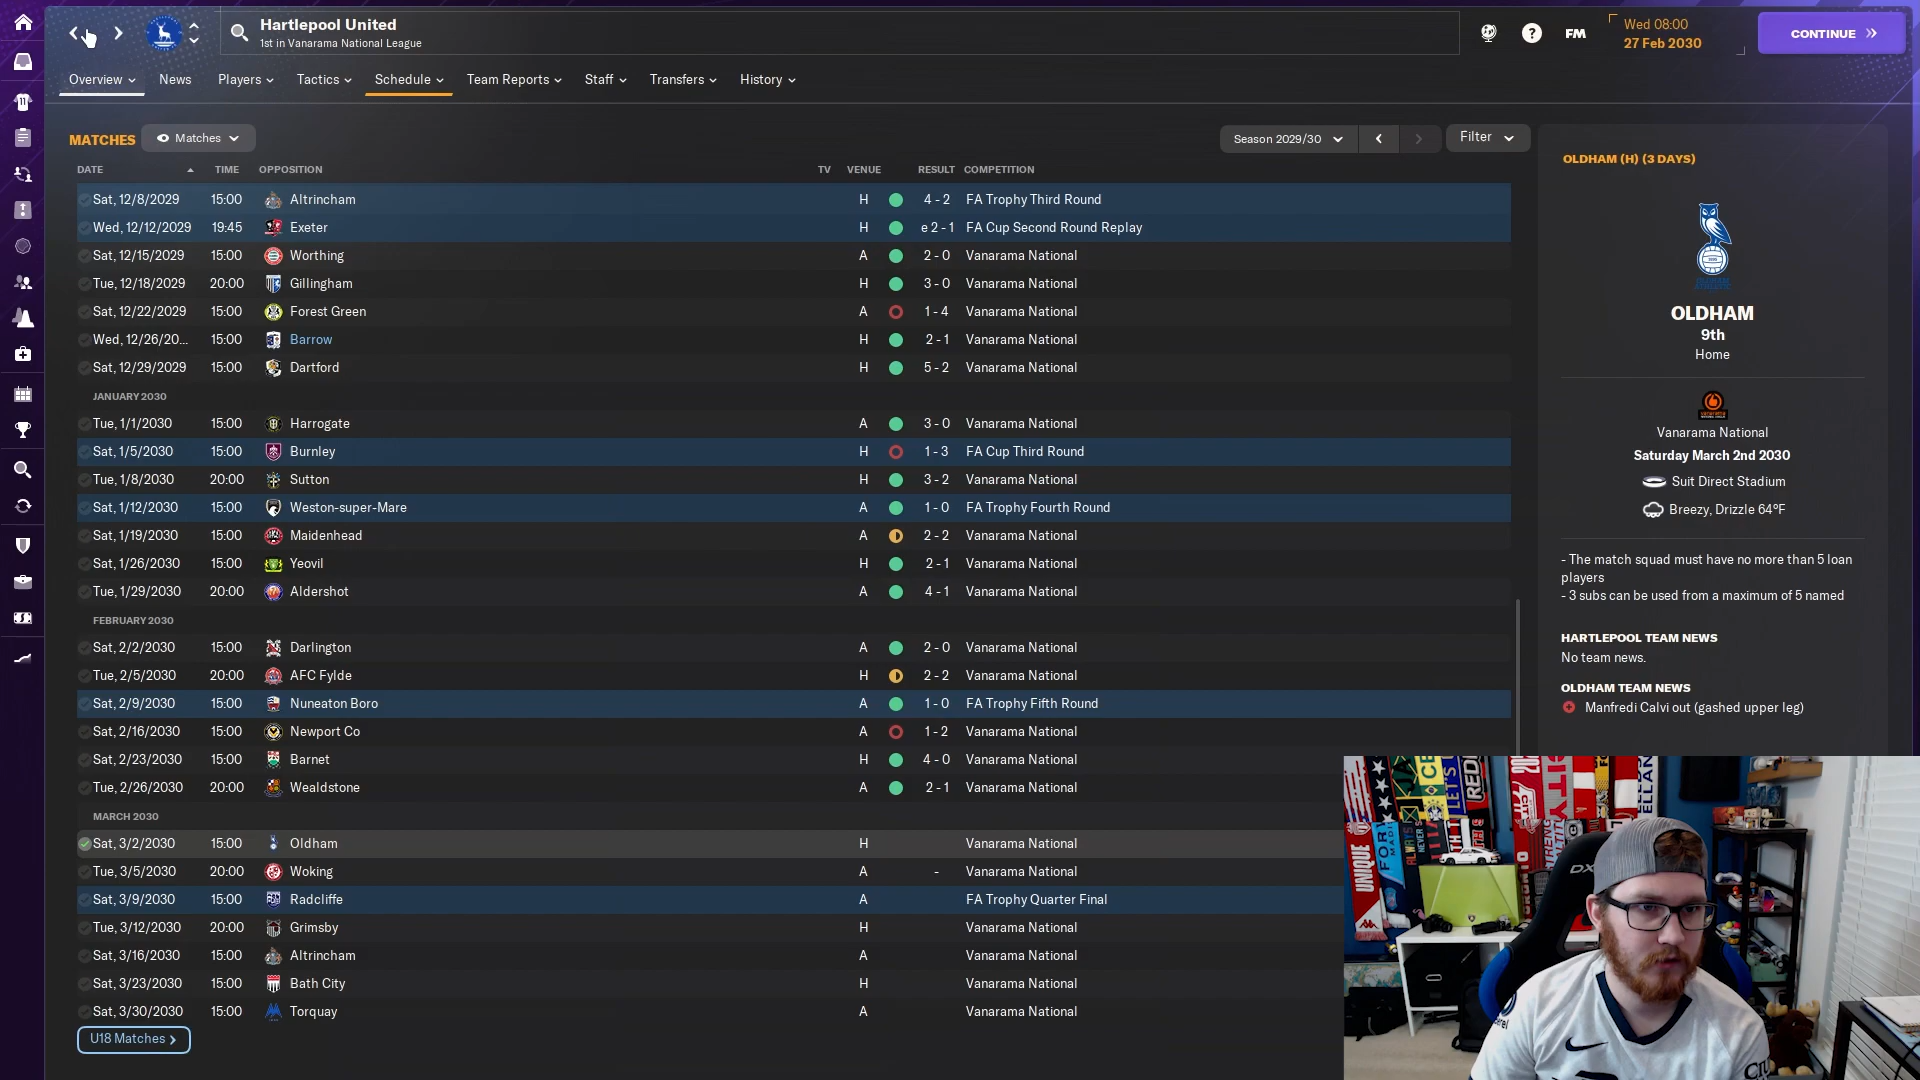 Hartlepool United
1st in Vanarama National League
FM
Wed 08:00
27 Feb 2030
CONTINUE
Overview
News
Players
Tactics
Schedule
Team Reports
Staff
Transfers
History
MATCHES
Matches
Season 2029/30
Filter
DATE TIME OPPOSITION TV VENUE RESULT COMPETITION
Sat, 12/8/2029 15:00 Altrincham H 4 - 2 FA Trophy Third Round
Wed, 12/12/2029 19:45 Exeter H e 2 - 1 FA Cup Second Round Replay
Sat, 12/15/2029 15:00 Worthing A 2 - 0 Vanarama National
Tue, 12/18/2029 20:00 Gillingham H 3 - 0 Vanarama National
Sat, 12/22/2029 15:00 Forest Green A 1 - 4 Vanarama National
Wed, 12/26/20... 15:00 Barrow H 2 - 1 Vanarama National
Sat, 12/29/2029 15:00 Dartford H 5 - 2 Vanarama National
JANUARY 2030
Tue, 1/1/2030 15:00 Harrogate A 3 - 0 Vanarama National
Sat, 1/5/2030 15:00 Burnley H 1 - 3 FA Cup Third Round
Tue, 1/8/2030 20:00 Sutton H 3 - 2 Vanarama National
Sat, 1/12/2030 15:00 Weston-super-Mare A 1 - 0 FA Trophy Fourth Round
Sat, 1/19/2030 15:00 Maidenhead A 2 - 2 Vanarama National
Sat, 1/26/2030 15:00 Yeovil H 2 - 1 Vanarama National
Tue, 1/29/2030 20:00 Aldershot A 4 - 1 Vanarama National
FEBRUARY 2030
Sat, 2/2/2030 15:00 Darlington A 2 - 0 Vanarama National
Tue, 2/5/2030 20:00 AFC Fylde H 2 - 2 Vanarama National
Sat, 2/9/2030 15:00 Nuneaton Boro A 1 - 0 FA Trophy Fifth Round
Sat, 2/16/2030 15:00 Newport Co A 1 - 2 Vanarama National
Sat, 2/23/2030 15:00 Barnet H 4 - 0 Vanarama National
Tue, 2/26/2030 20:00 Wealdstone A 2 - 1 Vanarama National
MARCH 2030
Sat, 3/2/2030 15:00 Oldham H Vanarama National
Tue, 3/5/2030 20:00 Woking A - Vanarama National
Sat, 3/9/2030 15:00 Radcliffe A FA Trophy Quarter Final
Tue, 3/12/2030 20:00 Grimsby H Vanarama National
Sat, 3/16/2030 15:00 Altrincham A Vanarama National
Sat, 3/23/2030 15:00 Bath City H Vanarama National
Sat, 3/30/2030 15:00 Torquay A Vanarama National
U18 Matches
OLDHAM (H) (3 DAYS)
OLDHAM
9th
Home
Vanarama National
Saturday March 2nd 2030
Suit Direct Stadium
Breezy, Drizzle 64°F
- The match squad must have no more than 5 loan
players
- 3 subs can be used from a maximum of 5 named
HARTLEPOOL TEAM NEWS
No team news.
OLDHAM TEAM NEWS
Manfredi Calvi out (gashed upper leg)
UNIQUE